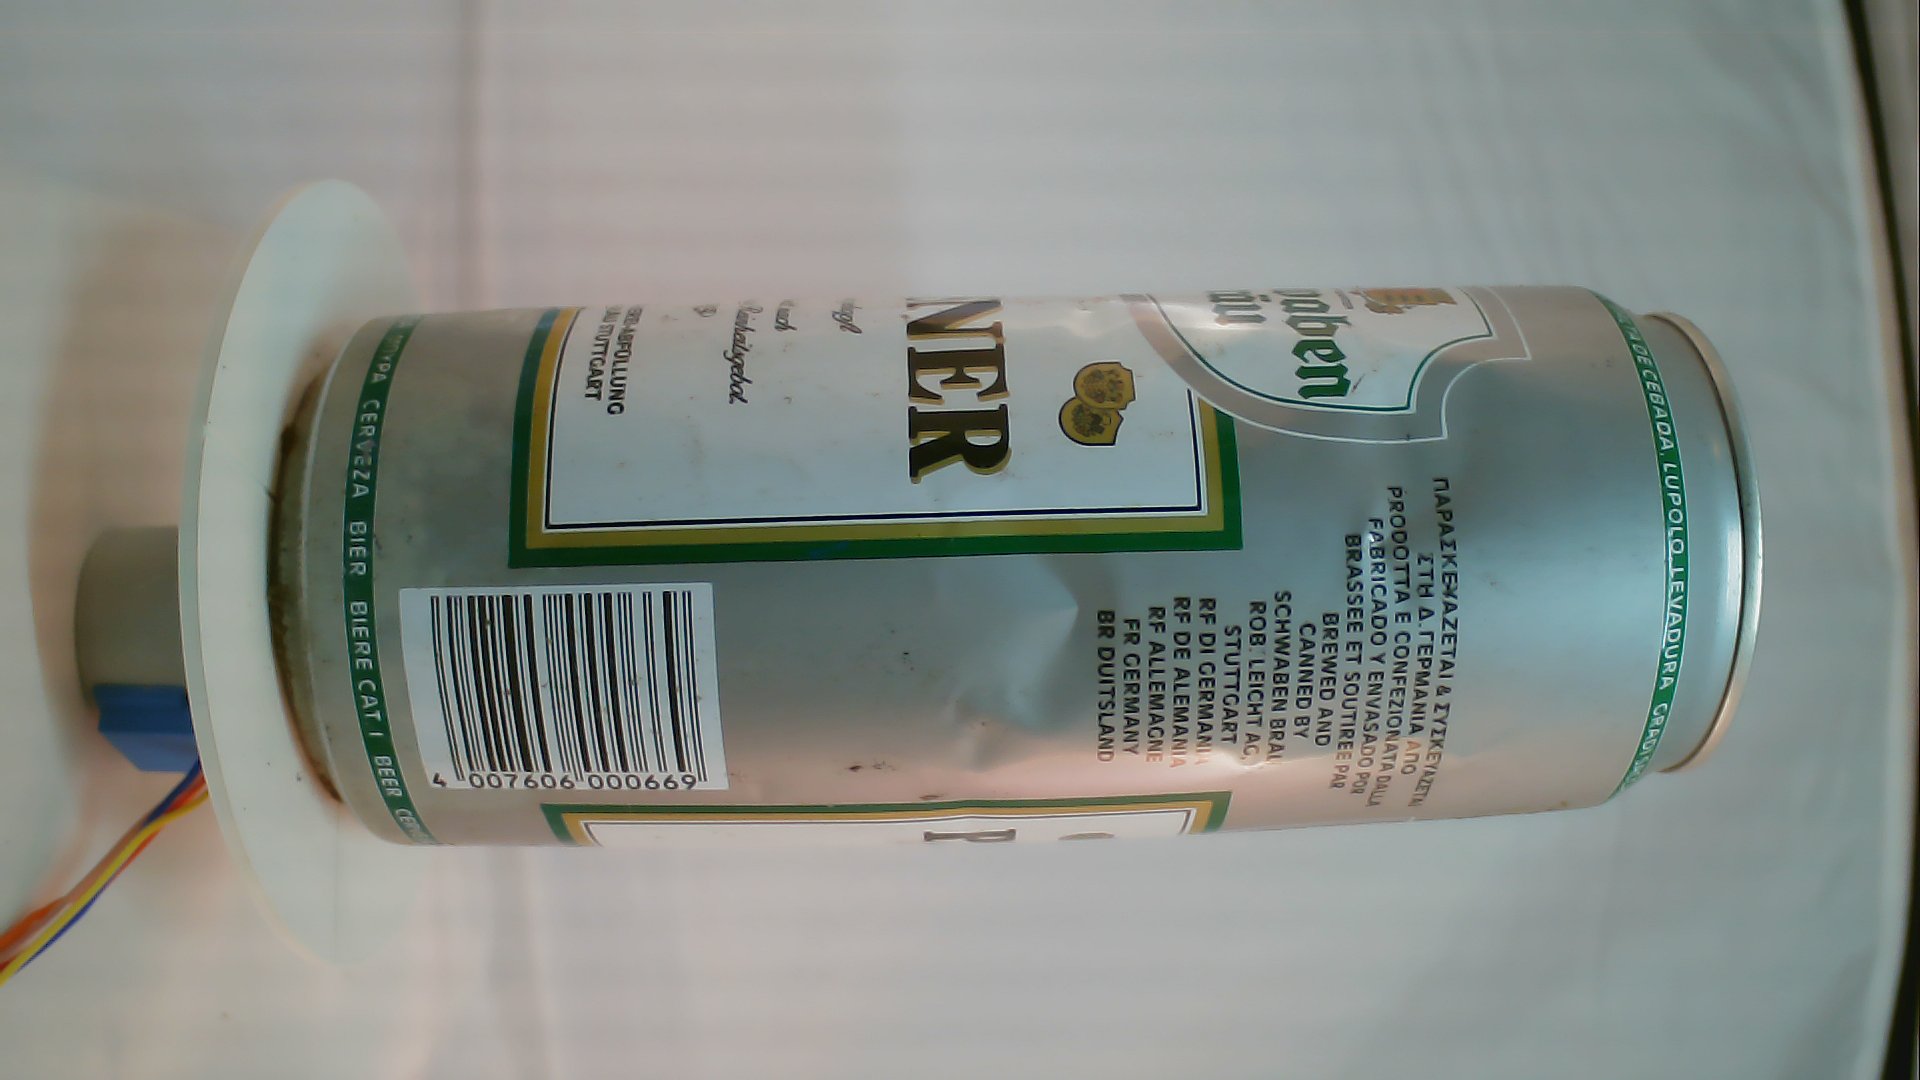 DE CEBADA, LUPOLO, LEVADURA
aben
NER
Reinheitsgebot.
STUTTGART
ΠΑΡΑΣΚΕΥΑΖΕΤΑΙ & ΣΥΣΚΕΥΑΖΕΤΑΙ
ΣΤΗ Δ. ΓΕΡΜΑΝΙΑ ΑΠΟ
PRODOTTA E CONFEZIONATA DALLA
FABRICADO Y ENVASADO POR
BRASSEE ET SOUTIREE PAR
BREWED AND
CANNED BY
SCHWABEN BRAU
ROB. LEICHT AG,
STUTTGART
RF DI GERMANIA
RF DE ALEMANIA
RF ALLEMAGNE
FR GERMANY
BR DUITSLAND
P
4 007606 000669
CERVEZA BIER BIERE CAT I BEER